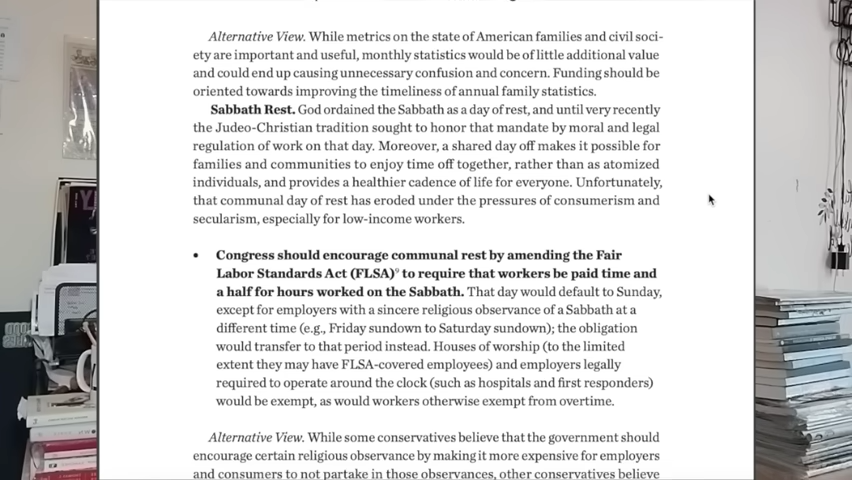 Alternative View. While metrics on the state of American families and civil soci-
ety are important and useful, monthly statistics would be of little additional value
and could end up causing unnecessary confusion and concern. Funding should be
oriented towards improving the timeliness of annual family statistics.
Sabbath Rest. God ordained the Sabbath as a day of rest, and until very recently
the Judeo-Christian tradition sought to honor that mandate by moral and legal
regulation of work on that day. Moreover, a shared day off makes it possible for
families and communities to enjoy time off together, rather than as atomized
individuals, and provides a healthier cadence of life for everyone. Unfortunately,
that communal day of rest has eroded under the pressures of consumerism and
secularism, especially for low-income workers.
• Congress should encourage communal rest by amending the Fair
Labor Standards Act (FLSA)⁹ to require that workers be paid time and
a half for hours worked on the Sabbath. That day would default to Sunday,
except for employers with a sincere religious observance of a Sabbath at a
different time (e.g., Friday sundown to Saturday sundown); the obligation
would transfer to that period instead. Houses of worship (to the limited
extent they may have FLSA-covered employees) and employers legally
required to operate around the clock (such as hospitals and first responders)
would be exempt, as would workers otherwise exempt from overtime.
Alternative View. While some conservatives believe that the government should
encourage certain religious observance by making it more expensive for employers
and consumers to not partake in those observances, other conservatives believe